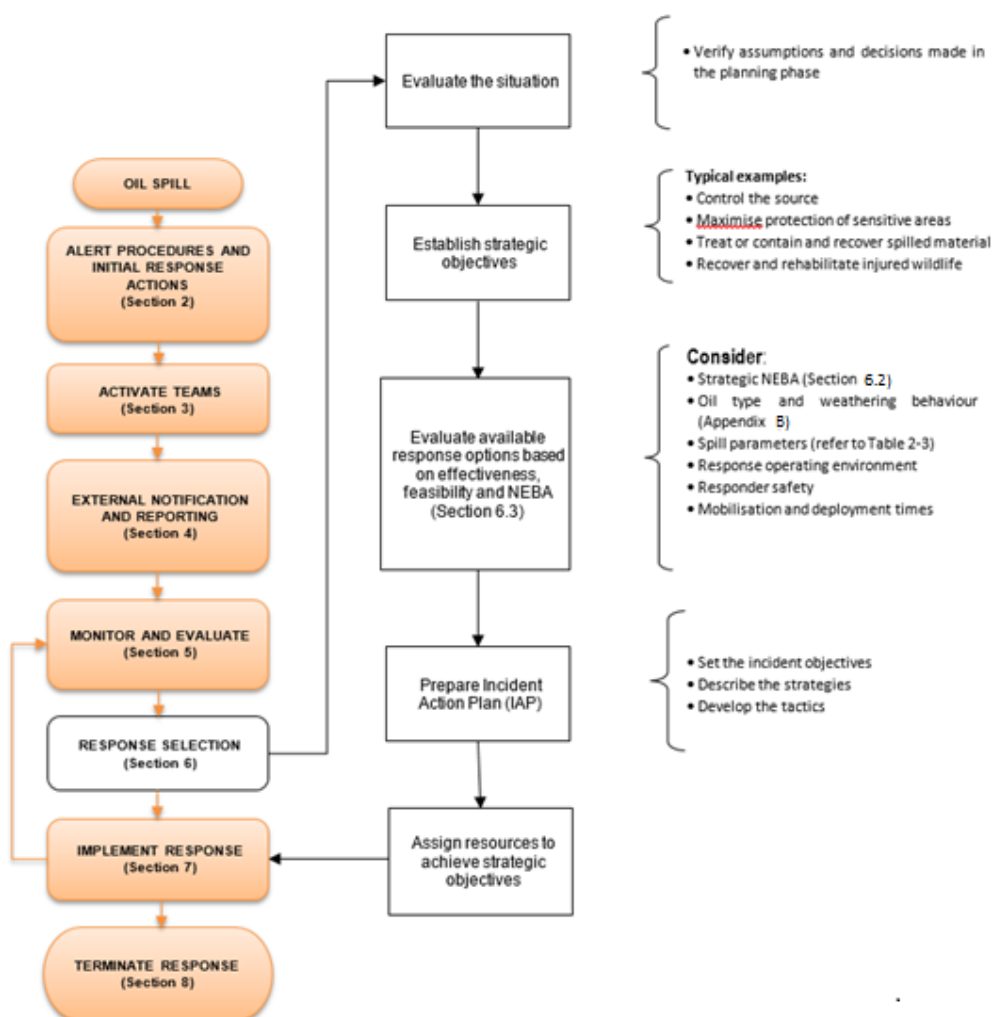 OIL SPILL
ALERT PROCEDURES AND
INITIAL RESPONSE
ACTIONS
(Section 2)
ACTIVATE TEAMS
(Section 3)
EXTERNAL NOTIFICATION
AND REPORTING
(Section 4)
MONITOR AND EVALUATE
(Section 5)
RESPONSE SELECTION
(Section 6)
IMPLEMENT RESPONSE
(Section 7)
TERMINATE RESPONSE
(Section 8)
Evaluate the situation
Establish strategic
objectives
Evaluate available
response options based
on effectiveness,
feasibility and NEBA
(Section 6.3)
Prepare Incident
Action Plan (IAP)
Assign resources to
achieve strategic
objectives
• Verify assumptions and decisions made in
the planning phase
Typical examples:
• Control the source
• Maximise protection of sensitive areas
• Treat or contain and recover spilled material
• Recover and rehabilitate injured wildlife
Consider:
• Strategic NEBA (Section 6.2)
• Oil type and weathering behaviour
(Appendix B)
• Spill parameters (refer to Table 2-3)
• Response operating environment
• Responder safety
• Mobilisation and deployment times
• Set the incident objectives
• Describe the strategies
• Develop the tactics